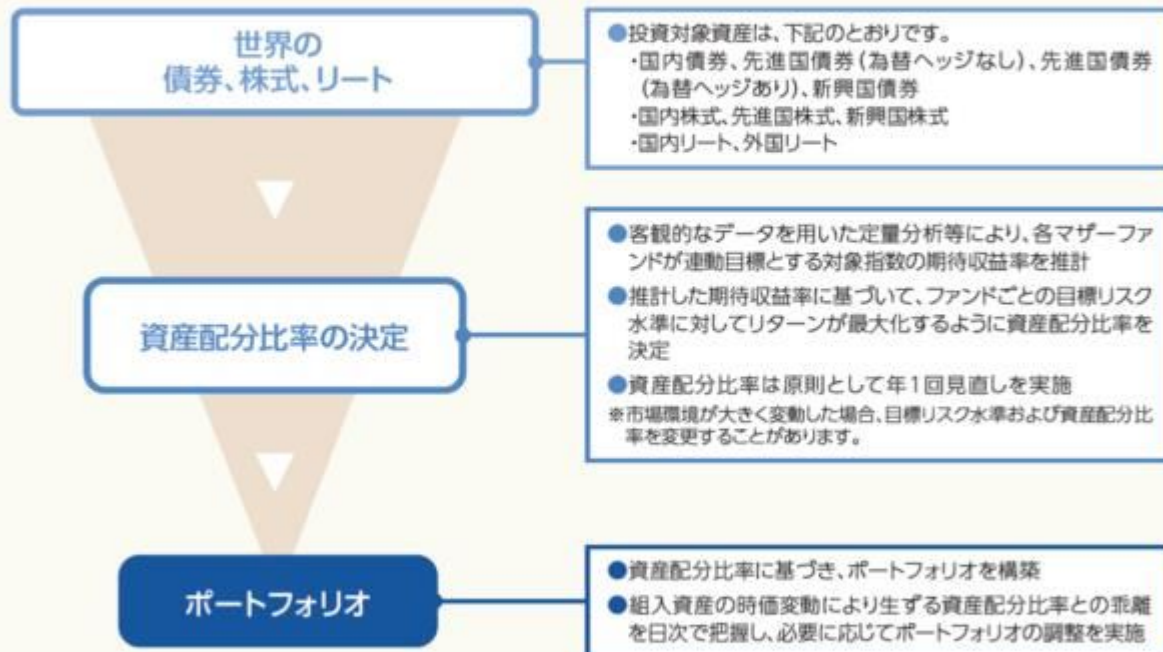 世界の
債券、株式、リート
●投資対象資産は、下記のとおりです。
・国内債券、先進国債券(為替ヘッジなし)、先進国債券
(為替ヘッジあり)、新興国債券
・国内株式、先進国株式、新興国株式
・国内リート、外国リート
資産配分比率の決定
●客観的なデータを用いた定量分析等により、各マザーファ
ンドが連動目標とする対象指数の期待収益率を推計
●推計した期待収益率に基づいて、ファンドごとの目標リスク
水準に対してリターンが最大化するように資産配分比率を
決定
●資産配分比率は原則として年1回見直しを実施
※市場環境が大きく変動した場合、目標リスク水準および資産配分比
率を変更することがあります。
ポートフォリオ
●資産配分比率に基づき、ポートフォリオを構築
●組入資産の時価変動により生ずる資産配分比率との乖離
を日次で把握し、必要に応じてポートフォリオの調整を実施